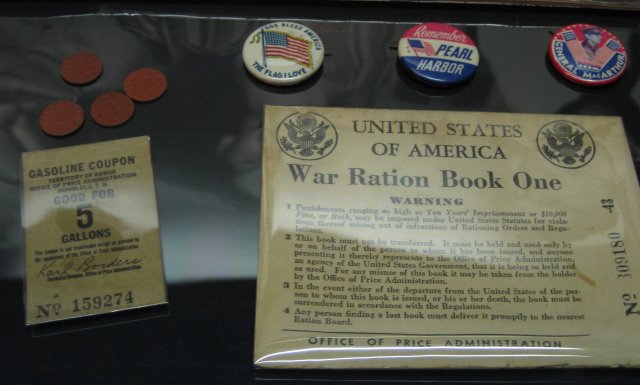 GOD BLESS AMERICA
THE FLAG I LOVE
Remember
PEARL
HARBOR
GENERAL
MacARTHUR
GASOLINE COUPON
TERRITORY OF HAWAII
OFFICE OF PRICE ADMINISTRATION
HONOLULU, T. H.
GOOD FOR
5
GALLONS
No 159274
UNITED STATES
OF AMERICA
War Ration Book One
WARNING
1 Punishments ranging as high as Ten Years' Imprisonment or $10,000
Fine, or Both, may be imposed under United States Statutes for viola-
tions thereof arising out of infractions of Rationing Orders and Regu-
lations.
2 This book must not be transferred. It must be held and used only by
or on behalf of the person to whom it has been issued, and anyone
presenting it thereby represents to the Office of Price Administration,
an agency of the United States Government, that it is being so held and
so used. For any misuse of this book it may be taken from the holder
by the Office of Price Administration.
3 In the event either of the departure from the United States of the per-
son to whom this book is issued, or his or her death, the book must be
surrendered in accordance with the Regulations.
4 Any person finding a lost book must deliver it promptly to the nearest
Ration Board.
OFFICE OF PRICE ADMINISTRATION
No 309180 -43